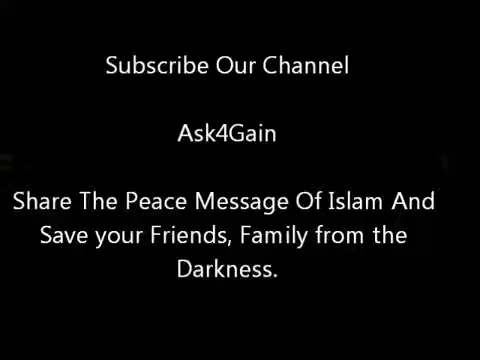 Subscribe Our Channel
Ask4Gain
Share The Peace Message Of Islam And
Save your Friends, Family from the
Darkness.